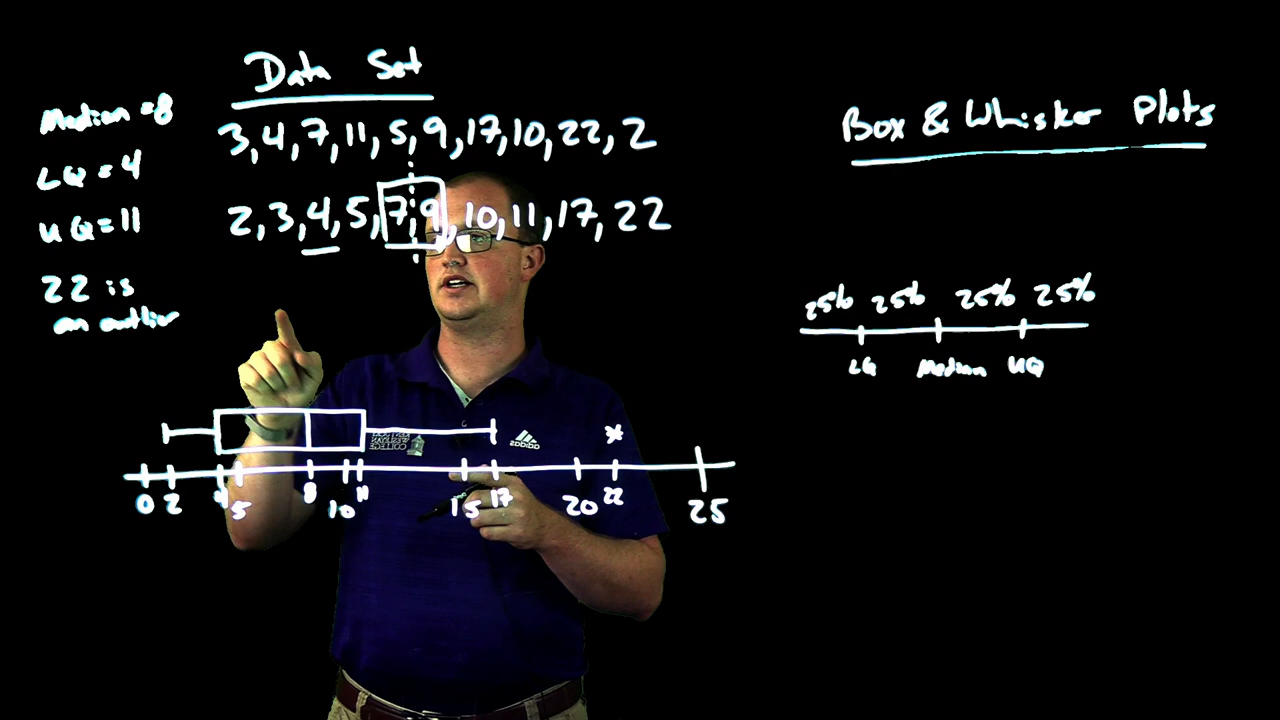 Data Set
Median = 8
3, 4, 7, 11, 5, 9, 17, 10, 22, 2
Box & Whisker Plots
LQ = 4
UQ = 11
2, 3, 4, 5, 7, 9, 10, 11, 17, 22
22 is
an outlier
25% 25% 25% 25%
LQ Median UQ
adidas
0 2 4 5 8 10 11 15 17 20 22 25